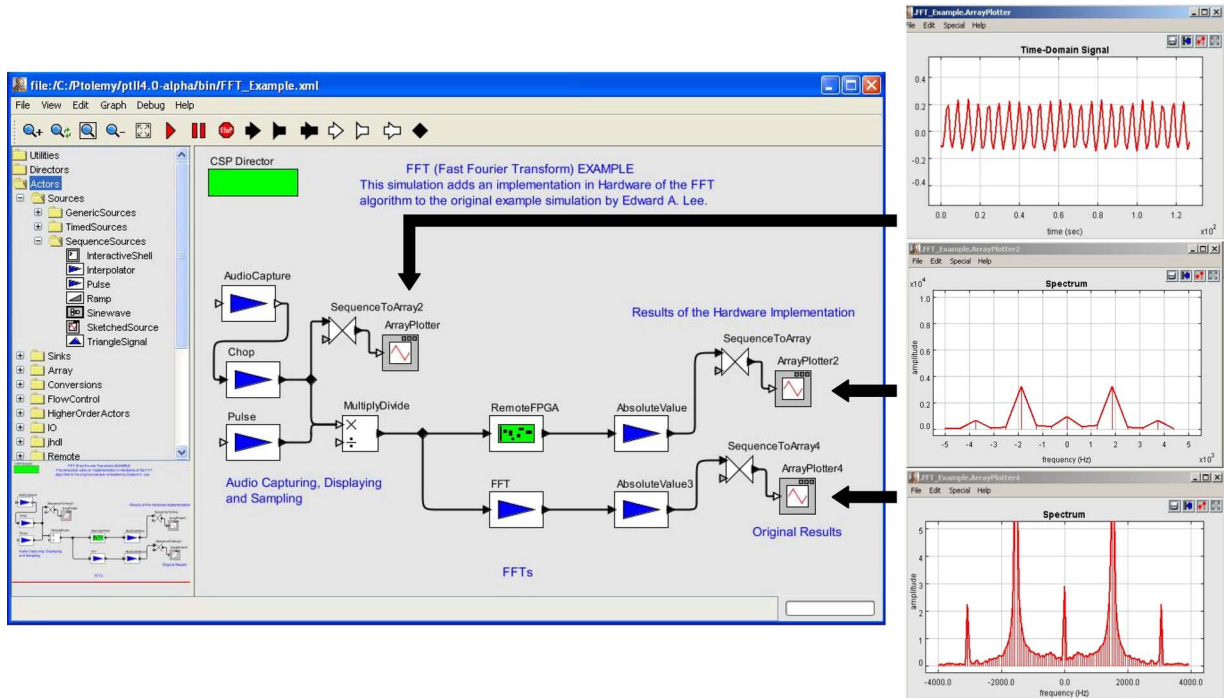 file:/C:/Ptolemy/ptII4.0-alpha/bin/FFT_Example.xml
File View Edit Graph Debug Help
STOP
Utilities
Directors
Actors
Sources
GenericSources
TimedSources
SequenceSources
InteractiveShell
Interpolator
Pulse
Ramp
Sinewave
SketchedSource
TriangleSignal
Sinks
Array
Conversions
FlowControl
HigherOrderActors
IO
jhdl
Remote
CSP Director
FFT (Fast Fourier Transform) EXAMPLE
This simulation adds an implementation in Hardware of the FFT
algorithm to the original example simulation by Edward A. Lee.
AudioCapture
SequenceToArray2
ArrayPlotter
Chop
Pulse
MultiplyDivide
×
÷
Audio Capturing, Displaying
and Sampling
RemoteFPGA
AbsoluteValue
Results of the Hardware Implementation
SequenceToArray
ArrayPlotter2
FFT
AbsoluteValue3
SequenceToArray4
ArrayPlotter4
Original Results
FFTs
FFT_Example.ArrayPlotter
File Edit Special Help
Time-Domain Signal
0.4
0.2
0.0
-0.2
-0.4
0.0 0.2 0.4 0.6 0.8 1.0 1.2
time (sec)
x10²
FFT_Example.ArrayPlotter2
File Edit Special Help
Spectrum
x10⁴
1.0
0.8
0.6
0.4
0.2
0.0
amplitude
-5 -4 -3 -2 -1 0 1 2 3 4 5
frequency (Hz)
x10³
FFT_Example.ArrayPlotter4
File Edit Special Help
Spectrum
5
4
3
2
1
0
amplitude
-4000.0 -2000.0 0.0 2000.0 4000.0
frequency (Hz)